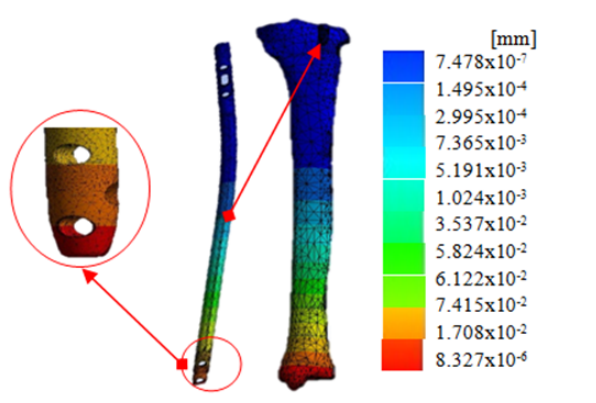 [mm]
7.478x10⁻⁷
1.495x10⁻⁴
2.995x10⁻⁴
7.365x10⁻³
5.191x10⁻³
1.024x10⁻³
3.537x10⁻²
5.824x10⁻²
6.122x10⁻²
7.415x10⁻²
1.708x10⁻²
8.327x10⁻⁶